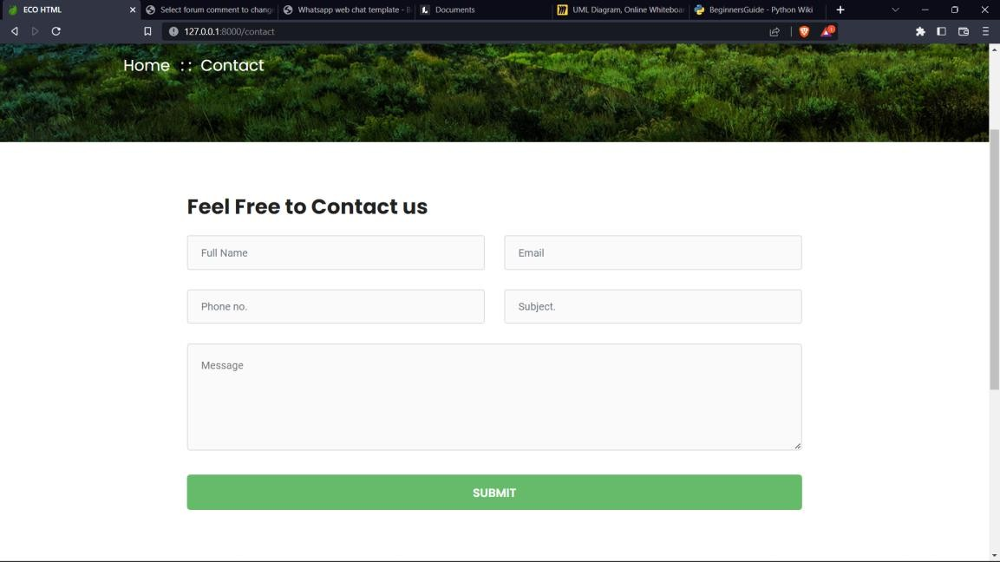 ECO HTML
Select forum comment to change
Whatsapp web chat template - B
Documents
UML Diagram, Online Whiteboar
BeginnersGuide - Python Wiki
127.0.0.1:8000/contact
1
Home :: Contact
Feel Free to Contact us
Full Name
Email
Phone no.
Subject.
Message
SUBMIT